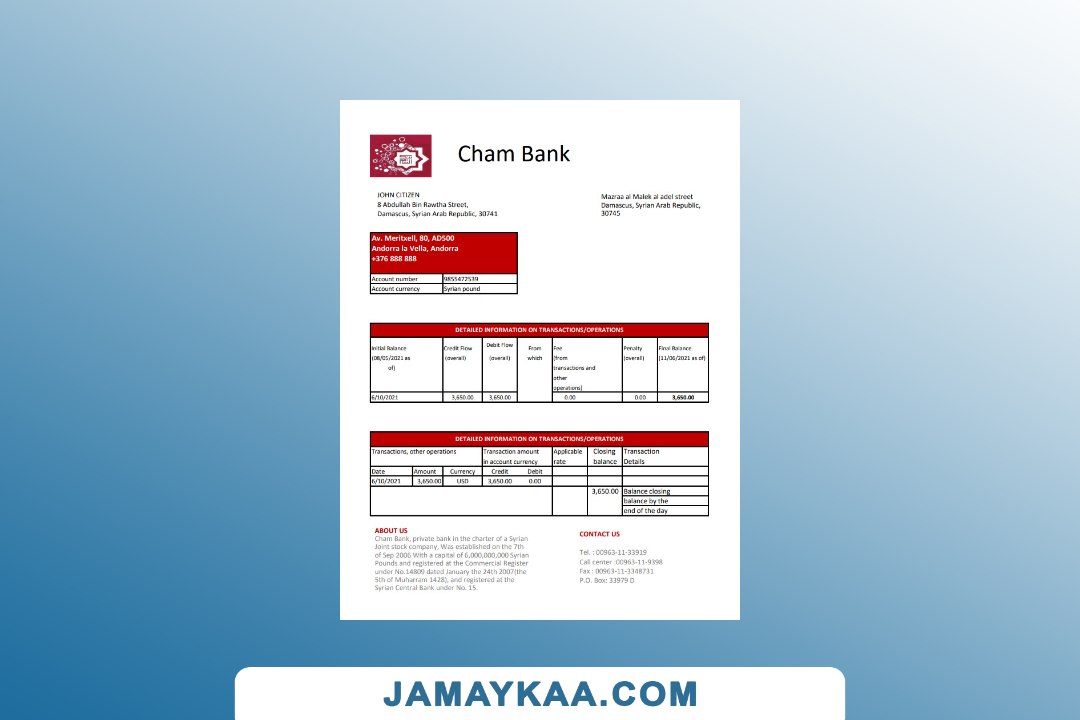 Cham Bank
JOHN CITIZEN
8 Abdullah Bin Rawtha Street,
Damascus, Syrian Arab Republic, 30741
Mazraa al Malek al adel street
Damascus, Syrian Arab Republic,
30745
Av. Meritxell, 80, AD500
Andorra la Vella, Andorra
+376 888 888
Account number 9855472539
Account currency Syrian pound
DETAILED INFORMATION ON TRANSACTIONS/OPERATIONS
Initial Balance
(08/05/2021 as
of)
Credit Flow
(overall)
Debit Flow
(overall)
From
which
Fee
(from
transactions and
other
operations)
Penalty
(overall)
Final Balance
(11/06/2021 as of)
6/10/2021 3,650.00 3,650.00 0.00 0.00 3,650.00
DETAILED INFORMATION ON TRANSACTIONS/OPERATIONS
Transactions, other operations
Transaction amount
in account currency
Applicable
rate
Closing
balance
Transaction
Details
Date Amount Currency Credit Debit
6/10/2021 3,650.00 USD 3,650.00 0.00
3,650.00 Balance closing
balance by the
end of the day
ABOUT US
Cham Bank, private bank in the charter of a Syrian
Joint stock company, Was established on the 7th
of Sep 2006 With a capital of 6,000,000,000 Syrian
Pounds and registered at the Commercial Register
under No.14809 dated January the 24th 2007(the
5th of Muharram 1428), and registered at the
Syrian Central Bank under No. 15.
CONTACT US
Tel. : 00963-11-33919
Call center :00963-11-9398
Fax : 00963-11-3348731
P.O. Box: 33979 D
JAMAYKAA.COM